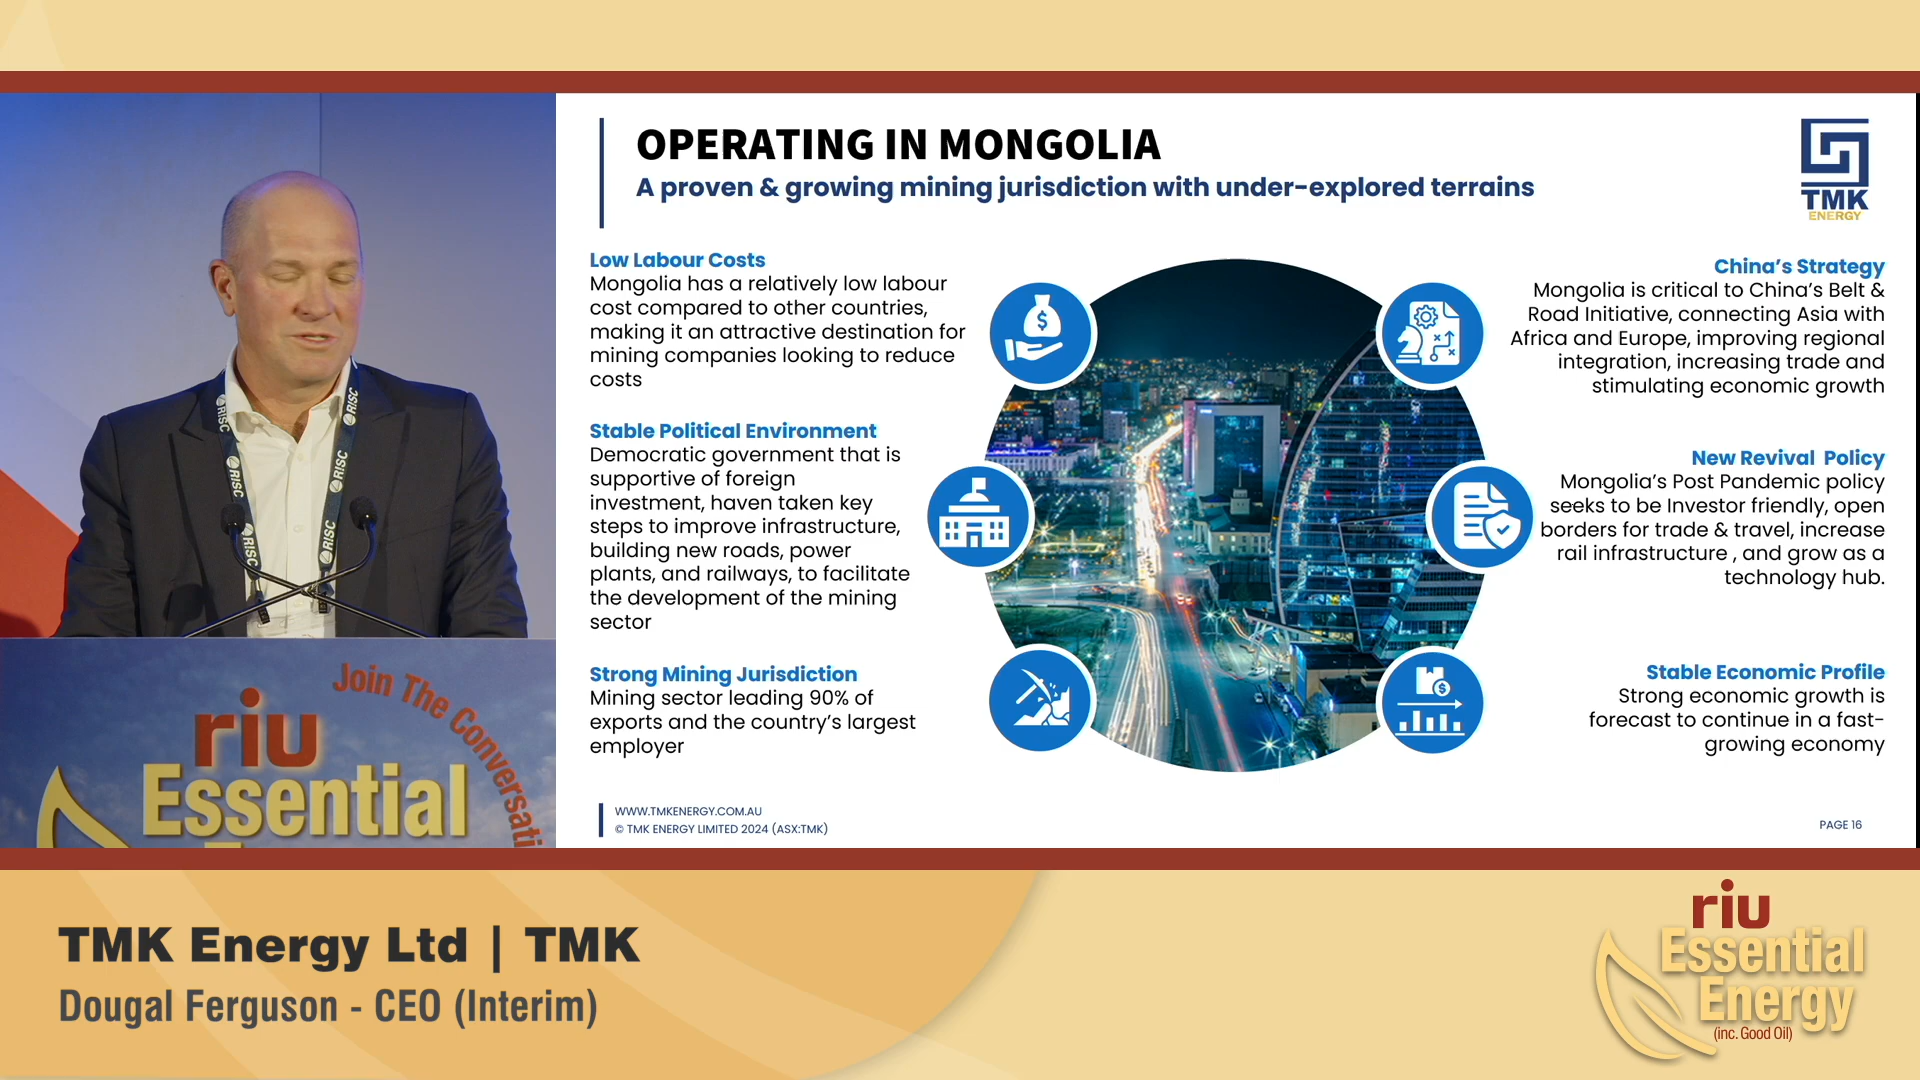 OPERATING IN MONGOLIA
A proven & growing mining jurisdiction with under-explored terrains
TMK
ENERGY
Low Labour Costs
Mongolia has a relatively low labour
cost compared to other countries,
making it an attractive destination for
mining companies looking to reduce
costs
Stable Political Environment
Democratic government that is
supportive of foreign
investment, haven taken key
steps to improve infrastructure,
building new roads, power
plants, and railways, to facilitate
the development of the mining
sector
Strong Mining Jurisdiction
Mining sector leading 90% of
exports and the country's largest
employer
China's Strategy
Mongolia is critical to China's Belt &
Road Initiative, connecting Asia with
Africa and Europe, improving regional
integration, increasing trade and
stimulating economic growth
New Revival  Policy
Mongolia's Post Pandemic policy
seeks to be Investor friendly, open
borders for trade & travel, increase
rail infrastructure , and grow as a
technology hub.
Stable Economic Profile
Strong economic growth is
forecast to continue in a fast-
growing economy
WWW.TMKENERGY.COM.AU
© TMK ENERGY LIMITED 2024 (ASX:TMK)
PAGE 16
RISC
RISC
RISC
RISC
RISC
RISC
Join The Conversati
riu
Essential
TMK Energy Ltd | TMK
Dougal Ferguson - CEO (Interim)
riu
Essential
Energy
(inc. Good Oil)